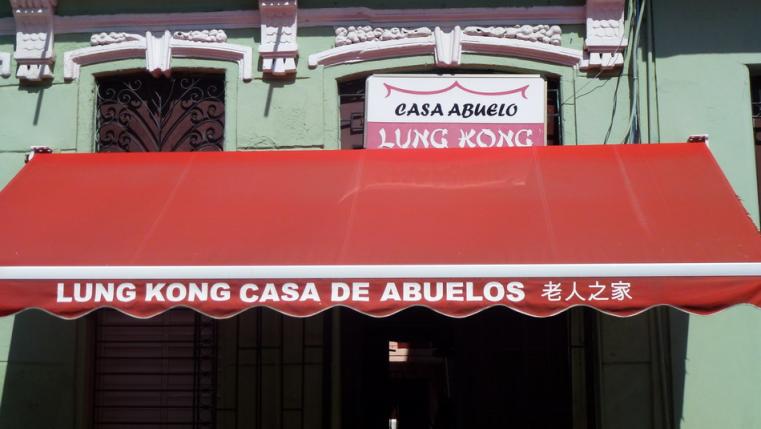 CASA ABUELO
LUNG KONG
LUNG KONG CASA DE ABUELOS 老人之家